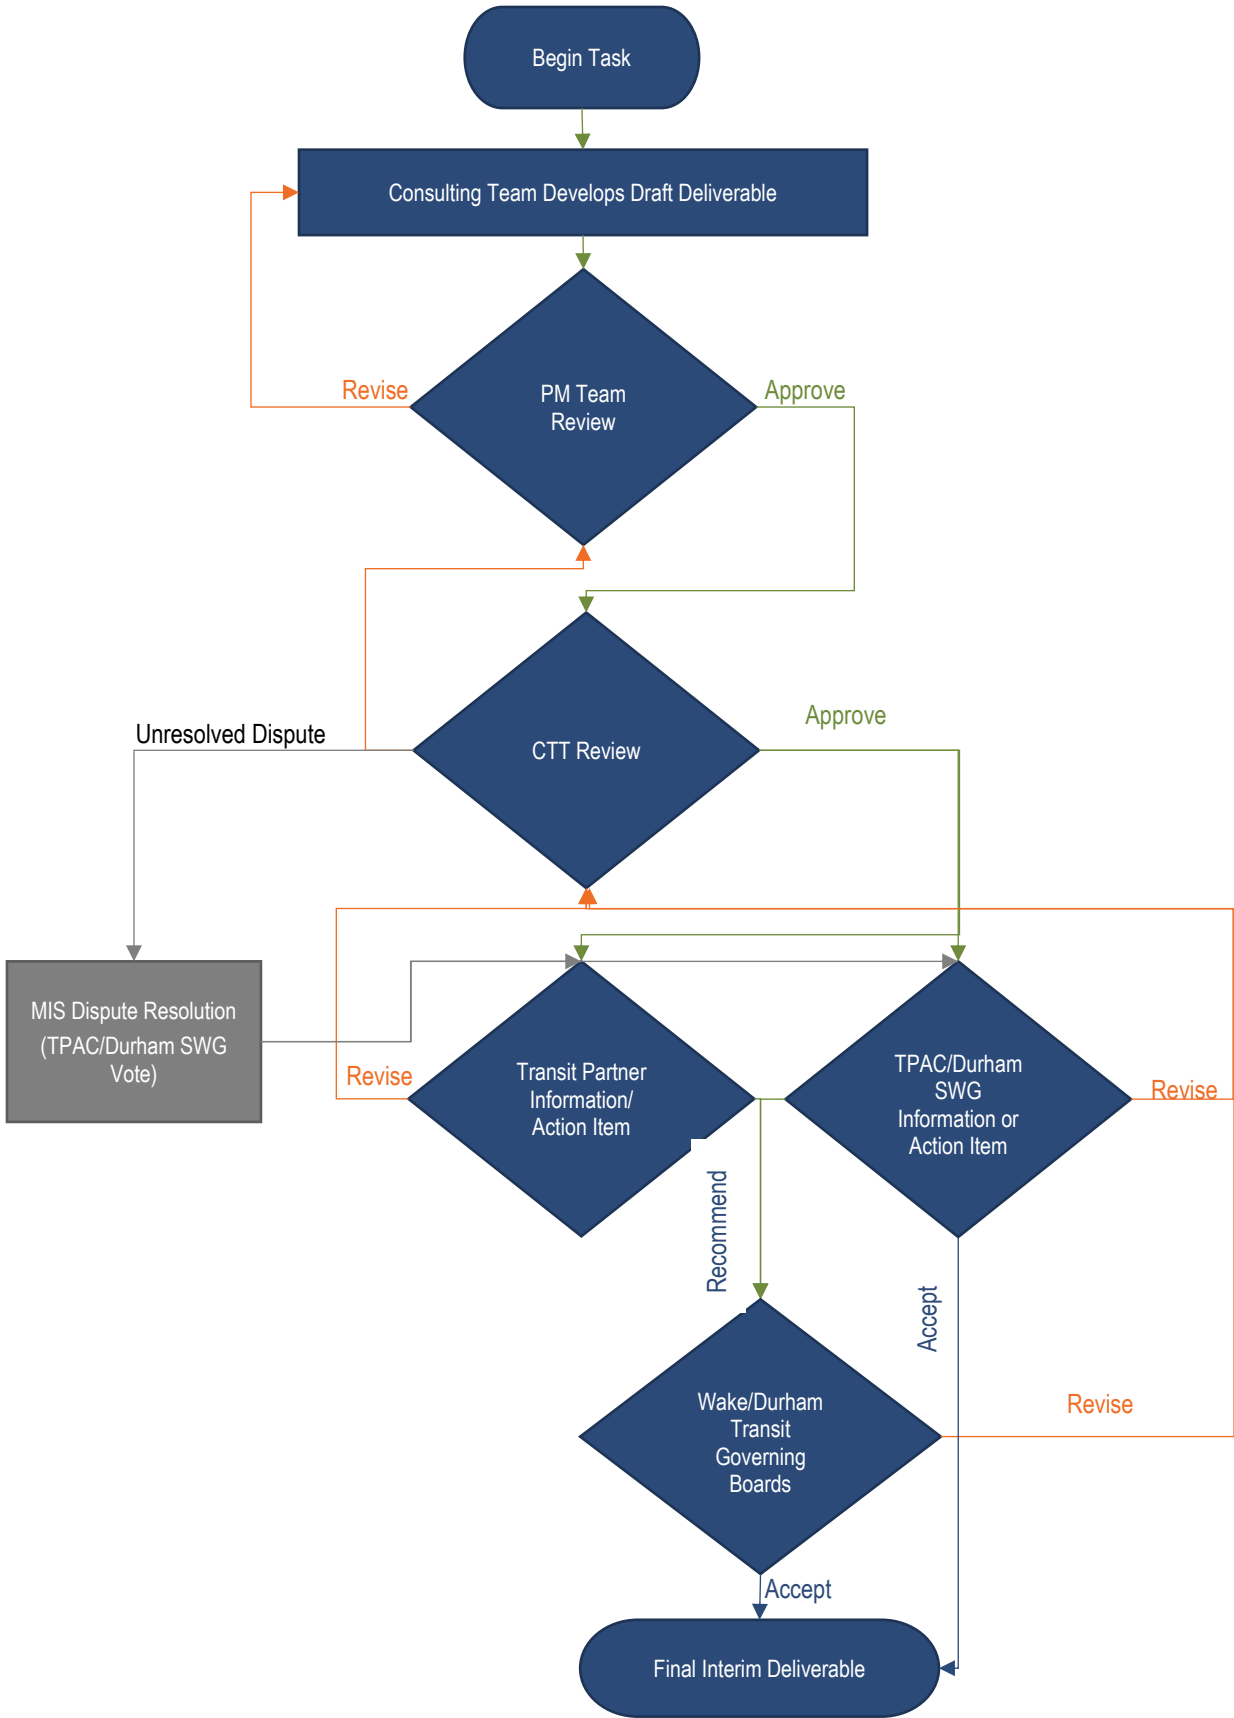 Begin Task
Consulting Team Develops Draft Deliverable
Revise
PM Team
Review
Approve
Unresolved Dispute
CTT Review
Approve
MIS Dispute Resolution
(TPAC/Durham SWG
Vote)
Revise
Transit Partner
Information/
Action Item
TPAC/Durham
SWG
Information or
Action Item
Revise
Recommend
Accept
Wake/Durham
Transit
Governing
Boards
Revise
Accept
Final Interim Deliverable